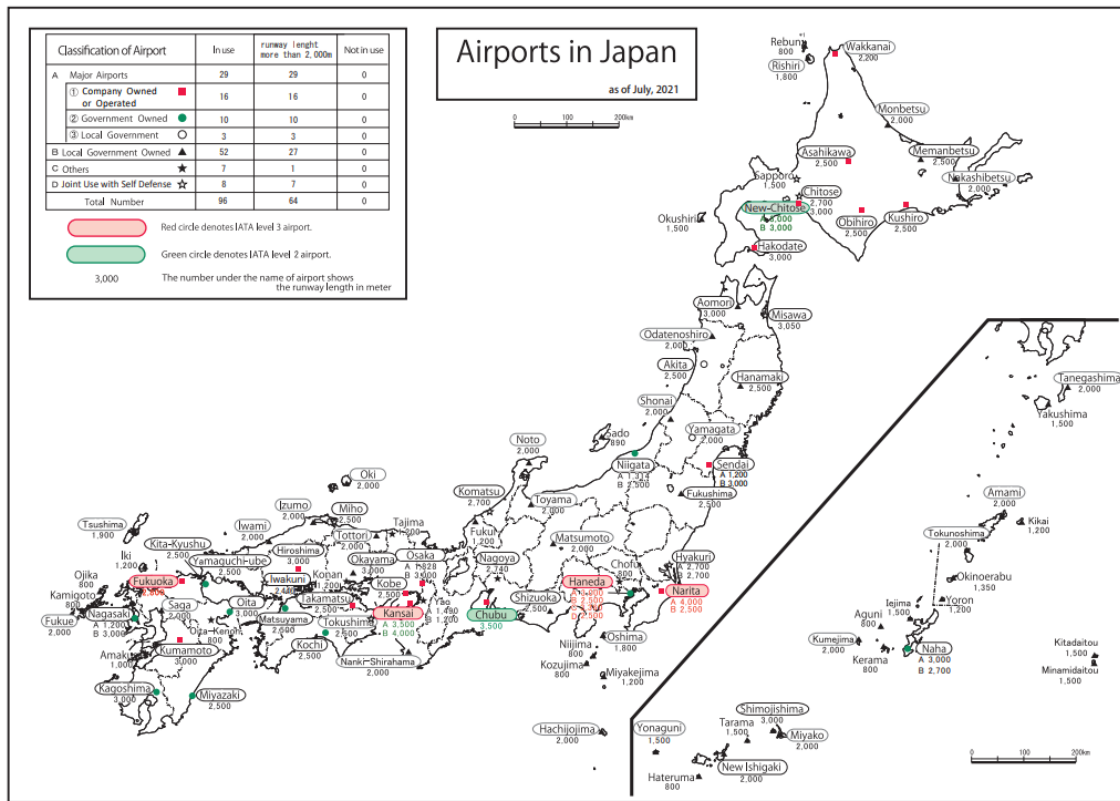 Airports in Japan
as of July, 2021
Classification of Airport In use runway lenght more than 2,000m Not in use
A Major Airports 29 29 0
① Company Owned or Operated ■ 16 16 0
② Government Owned ● 10 10 0
③ Local Government ○ 3 3 0
B Local Government Owned ▲ 52 27 0
C Others ★ 7 1 0
D Joint Use with Self Defense ☆ 8 7 0
Total Number 96 64 0
Red circle denotes IATA level 3 airport.
Green circle denotes IATA level 2 airport.
3,000 The number under the name of airport shows
the runway length in meter
0 100 200km
Rebun
800
Rishiri
1,800
Wakkanai
2,200
Monbetsu
2,000
Asahikawa
2,500
Memanbetsu
2,500
Nakashibetsu
2,000
Sapporo
1,500
Chitose
2,700
3,000
New-Chitose
A 3,000
B 3,000
Obihiro
2,500
Kushiro
2,500
Okushiri
1,500
Hakodate
3,000
Aomori
3,000
Misawa
3,050
Odatenoshiro
2,000
Akita
2,500
Hanamaki
2,500
Shonai
2,000
Yamagata
2,000
Sado
890
Niigata
A 1,314
B 2,500
Sendai
A 1,200
B 3,000
Fukushima
2,500
Noto
2,000
Komatsu
2,700
Toyama
2,000
Fukui
1,200
Matsumoto
2,000
Nagoya
2,740
Chofu
800
Hyakuri
A 2,700
B 2,700
Haneda
Narita
A 4,000
B 2,500
Shizuoka
2,500
Chubu
3,500
Oshima
1,800
Niijima
800
Kozujima
800
Miyakejima
1,200
Hachijojima
2,000
Oki
2,000
Izumo
2,000
Miho
2,500
Iwami
2,000
Tottori
2,000
Tajima
1,200
Hiroshima
3,000
Okayama
3,000
Osaka
A 1,828
B 3,000
Konan
1,200
Kobe
2,500
Iwakuni
Takamatsu
2,500
Kansai
A 3,500
B 4,000
Yao
A 1,490
B 1,200
Tokushima
2,500
Matsuyama
2,500
Kochi
2,500
Nanki-Shirahama
2,000
Tsushima
1,900
Iki
1,200
Kita-Kyushu
2,500
Yamaguchi-ube
2,500
Fukuoka
2,800
Ojika
800
Kamigoto
800
Fukue
2,000
Nagasaki
A 1,200
B 3,000
Saga
2,000
Oita
3,000
Oita-Kenoh
800
Amakusa
1,000
Kumamoto
3,000
Kagoshima
3,000
Miyazaki
2,500
Tanegashima
2,000
Yakushima
1,500
Amami
2,000
Kikai
1,200
Tokunoshima
2,000
Okinoerabu
1,350
Yoron
1,200
Iejima
1,500
Aguni
800
Kumejima
2,000
Kerama
800
Naha
A 3,000
B 2,700
Kitadaitou
1,500
Minamidaitou
1,500
Shimojishima
3,000
Tarama
1,500
Miyako
2,000
Yonaguni
1,500
New Ishigaki
2,000
Hateruma
800
0 100 200km